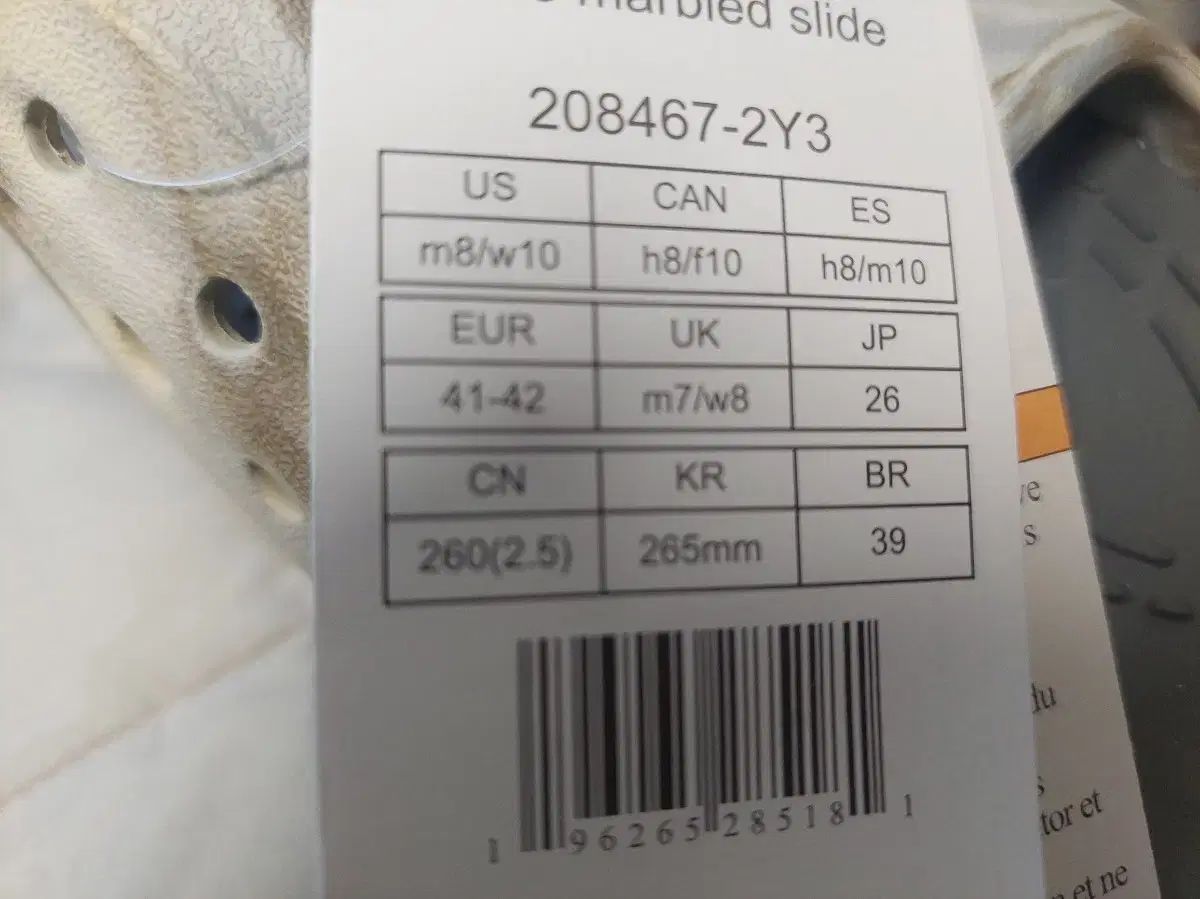 marbled slide
208467-2Y3
US CAN ES
m8/w10 h8/f10 h8/m10
EUR UK JP
41-42 m7/w8 26
CN KR BR
260(2.5) 265mm 39
1 96265 28518 1
du
tor et
et ne